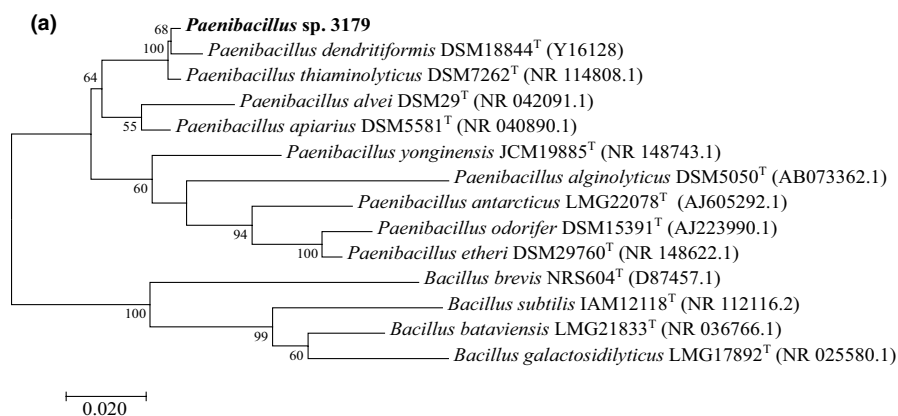 (a)
68
Paenibacillus sp. 3179
100
Paenibacillus dendritiformis DSM18844ᵀ (Y16128)
Paenibacillus thiaminolyticus DSM7262ᵀ (NR 114808.1)
64
Paenibacillus alvei DSM29ᵀ (NR 042091.1)
55
Paenibacillus apiarius DSM5581ᵀ (NR 040890.1)
Paenibacillus yonginensis JCM19885ᵀ (NR 148743.1)
60
Paenibacillus alginolyticus DSM5050ᵀ (AB073362.1)
Paenibacillus antarcticus LMG22078ᵀ (AJ605292.1)
94
Paenibacillus odorifer DSM15391ᵀ (AJ223990.1)
100
Paenibacillus etheri DSM29760ᵀ (NR 148622.1)
Bacillus brevis NRS604ᵀ (D87457.1)
100
Bacillus subtilis IAM12118ᵀ (NR 112116.2)
99
Bacillus bataviensis LMG21833ᵀ (NR 036766.1)
60
Bacillus galactosidilyticus LMG17892ᵀ (NR 025580.1)
0.020